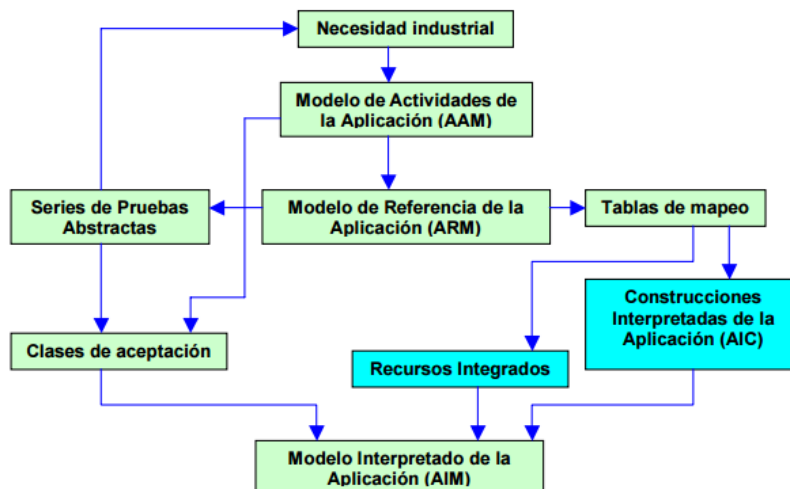 Necesidad industrial
Modelo de Actividades de
la Aplicación (AAM)
Series de Pruebas
Abstractas
Modelo de Referencia de la
Aplicación (ARM)
Tablas de mapeo
Construcciones
Interpretadas de la
Aplicación (AIC)
Clases de aceptación
Recursos Integrados
Modelo Interpretado de la
Aplicación (AIM)